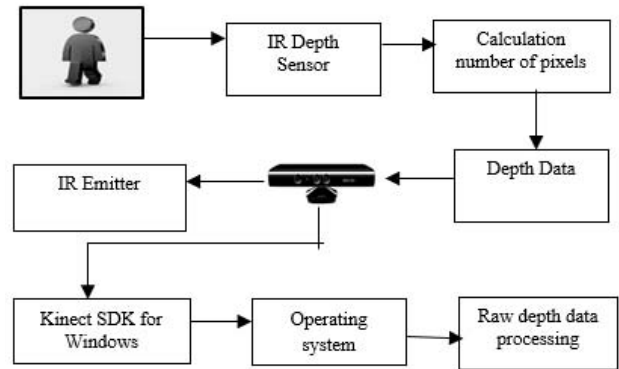 IR Depth
Sensor
Calculation
number of pixels
IR Emitter
Depth Data
Kinect SDK for
Windows
Operating
system
Raw depth data
processing